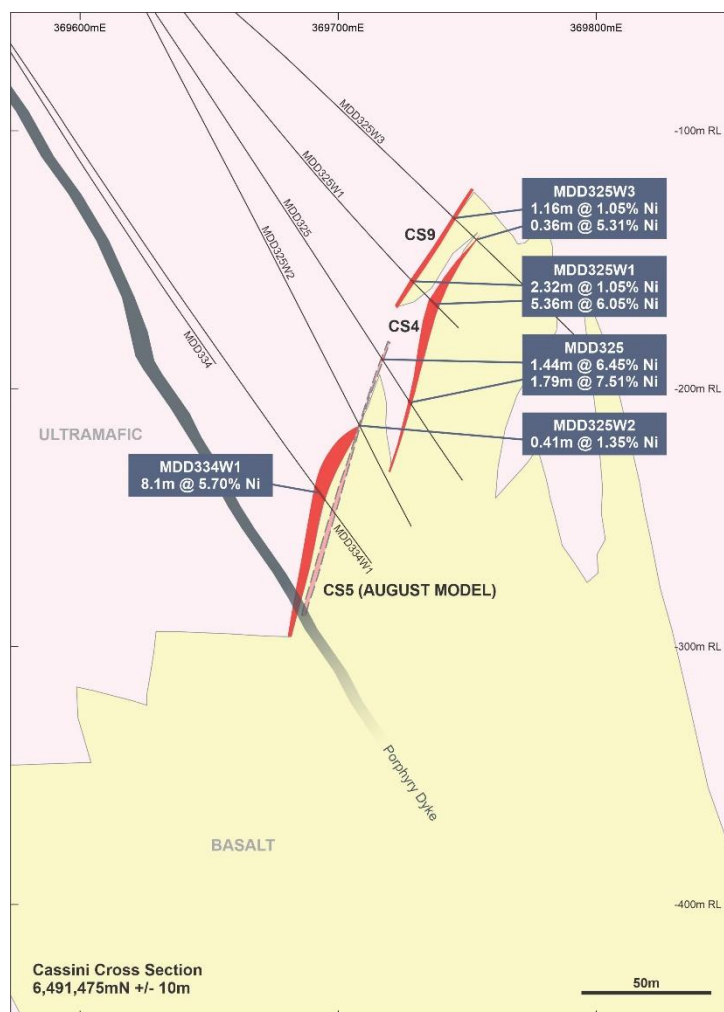 369600mE
369700mE
369800mE
MDD325W3
-100m RL
MDD325W1
MDD325
MDD325W2
MDD325W3
1.16m @ 1.05% Ni
0.36m @ 5.31% Ni
CS9
MDD325W1
2.32m @ 1.05% Ni
5.36m @ 6.05% Ni
CS4
MDD334
MDD325
1.44m @ 6.45% Ni
1.79m @ 7.51% Ni
-200m RL
MDD325W2
0.41m @ 1.35% Ni
ULTRAMAFIC
MDD334W1
8.1m @ 5.70% Ni
MDD334W1
CS5 (AUGUST MODEL)
-300m RL
Porphyry Dyke
BASALT
-400m RL
Cassini Cross Section
6,491,475mN +/- 10m
50m